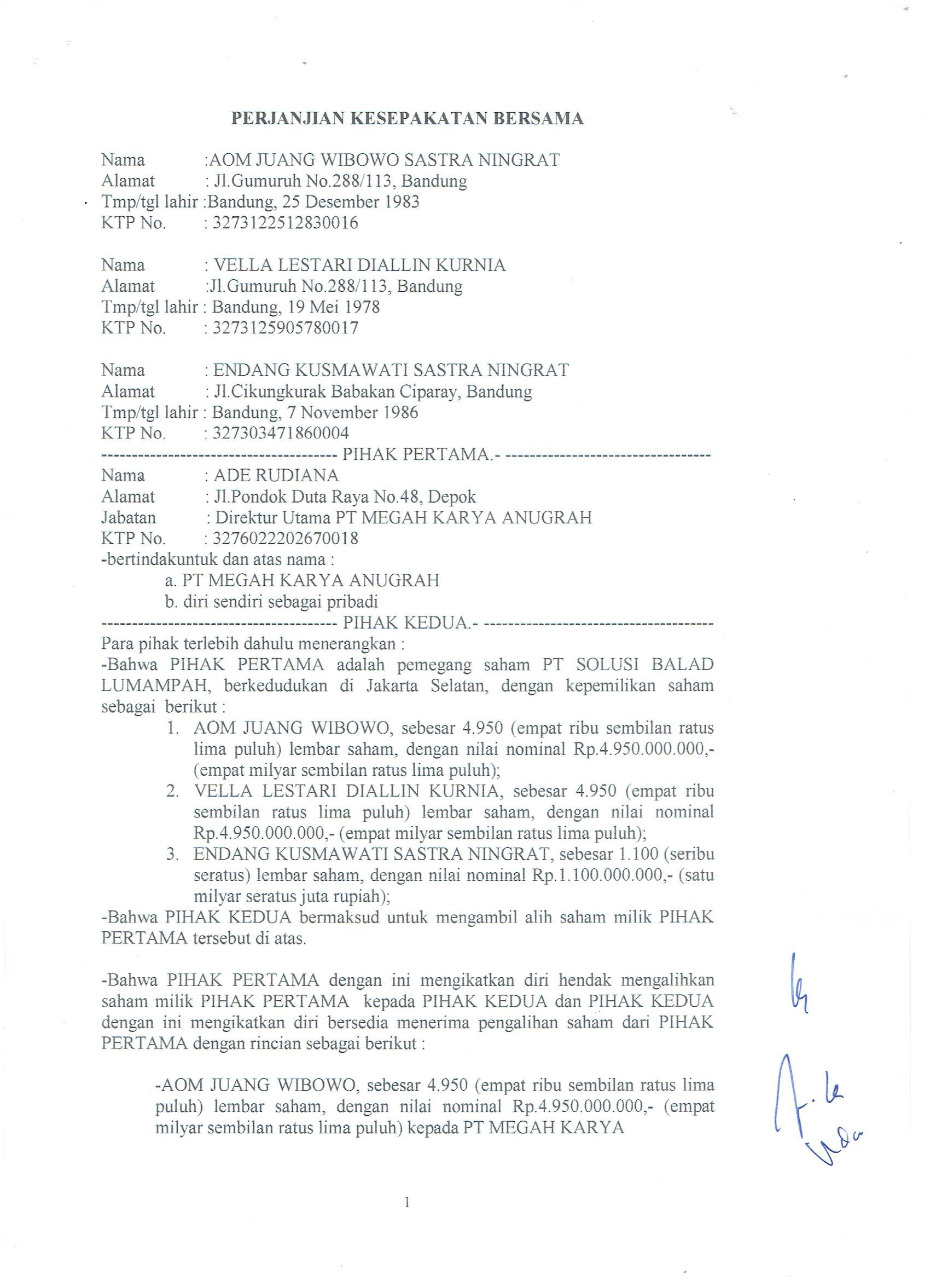 PERJANJIAN KESEPAKATAN BERSAMA
Nama :AOM JUANG WIBOWO SASTRA NINGRAT
Alamat : Jl.Gumuruh No.288/113, Bandung
Tmp/tgl lahir :Bandung, 25 Desember 1983
KTP No. : 3273122512830016
Nama : VELLA LESTARI DIALLIN KURNIA
Alamat :Jl.Gumuruh No.288/113, Bandung
Tmp/tgl lahir : Bandung, 19 Mei 1978
KTP No. : 3273125905780017
Nama : ENDANG KUSMAWATI SASTRA NINGRAT
Alamat : Jl.Cikungkurak Babakan Ciparay, Bandung
Tmp/tgl lahir : Bandung, 7 November 1986
KTP No. : 327303471860004
-------------------------------------- PIHAK PERTAMA.- ----------------------------------
Nama : ADE RUDIANA
Alamat : Jl.Pondok Duta Raya No.48, Depok
Jabatan : Direktur Utama PT MEGAH KARYA ANUGRAH
KTP No. : 3276022202670018
-bertindakuntuk dan atas nama :
a. PT MEGAH KARYA ANUGRAH
b. diri sendiri sebagai pribadi
-------------------------------------- PIHAK KEDUA.- --------------------------------------
Para pihak terlebih dahulu menerangkan :
-Bahwa PIHAK PERTAMA adalah pemegang saham PT SOLUSI BALAD
LUMAMPAH, berkedudukan di Jakarta Selatan, dengan kepemilikan saham
sebagai berikut :
1. AOM JUANG WIBOWO, sebesar 4.950 (empat ribu sembilan ratus
lima puluh) lembar saham, dengan nilai nominal Rp.4.950.000.000,-
(empat milyar sembilan ratus lima puluh);
2. VELLA LESTARI DIALLIN KURNIA, sebesar 4.950 (empat ribu
sembilan ratus lima puluh) lembar saham, dengan nilai nominal
Rp.4.950.000.000,- (empat milyar sembilan ratus lima puluh);
3. ENDANG KUSMAWATI SASTRA NINGRAT, sebesar 1.100 (seribu
seratus) lembar saham, dengan nilai nominal Rp.1.100.000.000,- (satu
milyar seratus juta rupiah);
-Bahwa PIHAK KEDUA bermaksud untuk mengambil alih saham milik PIHAK
PERTAMA tersebut di atas.
-Bahwa PIHAK PERTAMA dengan ini mengikatkan diri hendak mengalihkan
saham milik PIHAK PERTAMA kepada PIHAK KEDUA dan PIHAK KEDUA
dengan ini mengikatkan diri bersedia menerima pengalihan saham dari PIHAK
PERTAMA dengan rincian sebagai berikut :
-AOM JUANG WIBOWO, sebesar 4.950 (empat ribu sembilan ratus lima
puluh) lembar saham, dengan nilai nominal Rp.4.950.000.000,- (empat
milyar sembilan ratus lima puluh) kepada PT MEGAH KARYA
1